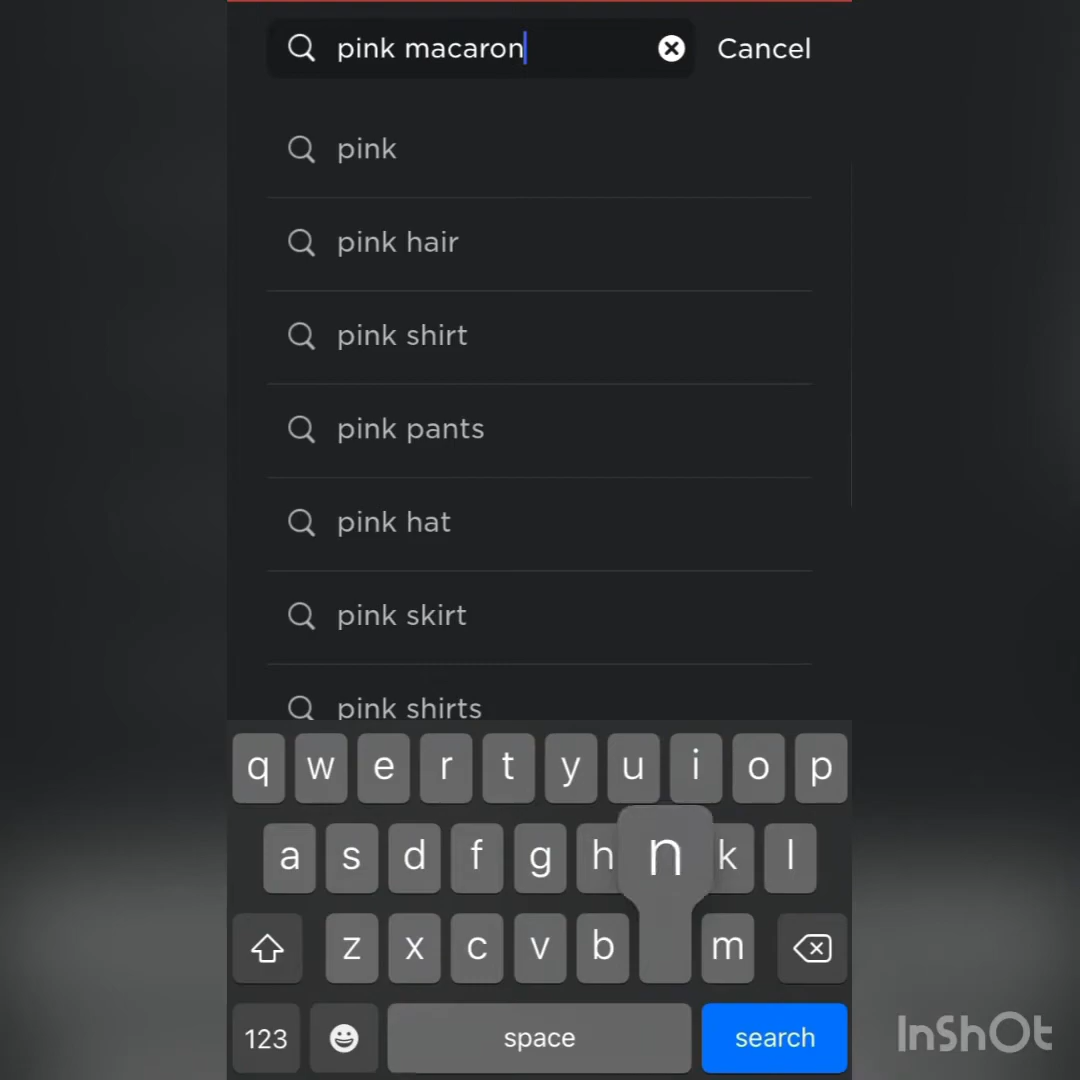 pink macaron Cancel
pink
pink hair
pink shirt
pink pants
pink hat
pink skirt
pink shirts
q w e r t y u i o p
a s d f g h n k l
z x c v b m
123 space search
InShOt